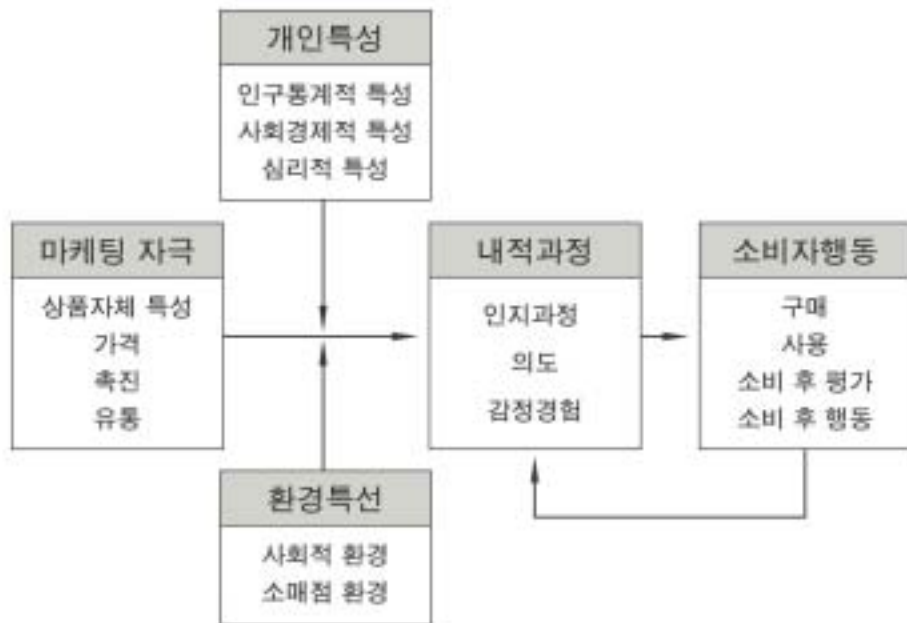 개인특성
인구통계적 특성
사회경제적 특성
심리적 특성
마케팅 자극
상품자체 특성
가격
촉진
유통
내적과정
인지과정
의도
감정경험
소비자행동
구매
사용
소비 후 평가
소비 후 행동
환경특선
사회적 환경
소매점 환경